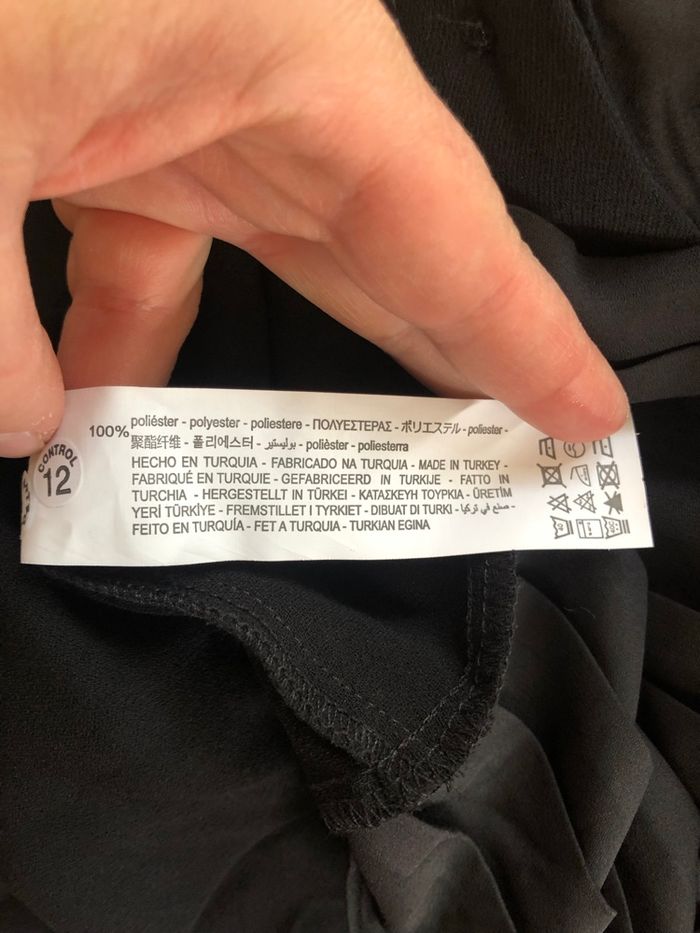 100% poliéster - polyester - poliestere - ΠΟΛΥΕΣΤΕΡΑΣ - ポリエステル - poliester -
聚酯纤维 - 폴리에스터 - بوليستير - polièster - poliesterra
HECHO EN TURQUIA - FABRICADO NA TURQUIA - MADE IN TURKEY -
FABRIQUÉ EN TURQUIE - GEFABRICEERD IN TURKIJE - FATTO IN
TURCHIA - HERGESTELLT IN TÜRKEI - ΚΑΤΑΣΚΕΥΗ ΤΟΥΡΚΙΑ - ÜRETİM
YERİ TÜRKİYE - FREMSTILLET I TYRKIET - DIBUAT DI TURKI - صنع في تركيا -
FEITO EN TURQUÍA - FET A TURQUIA - TURKIAN EGINA
CONTROL
12